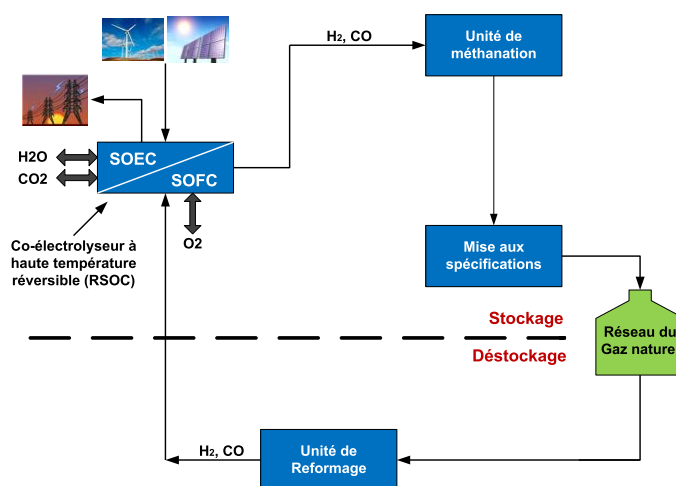 H2, CO
Unité de
méthanation
H2O
CO2
SOEC
SOFC
O2
Co-électrolyseur à
haute température
réversible (RSOC)
Mise aux
spécifications
Stockage
Déstockage
Réseau du
Gaz nature
H2, CO
Unité de
Reformage